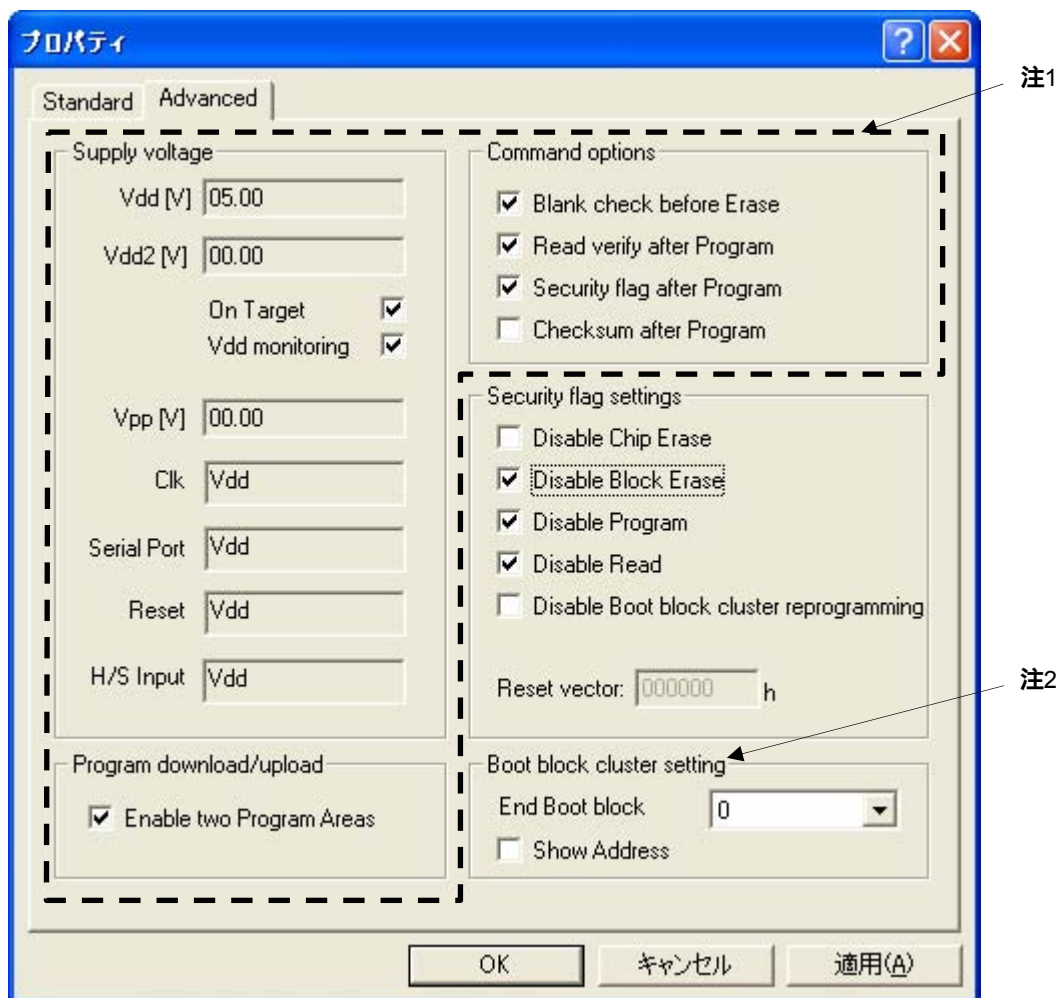 プロパティ
注1
Standard Advanced
Supply voltage
Vdd [V] 05.00
Vdd2 [V] 00.00
On Target
Vdd monitoring
Vpp [V] 00.00
Clk Vdd
Serial Port Vdd
Reset Vdd
H/S Input Vdd
Program download/upload
Enable two Program Areas
Command options
Blank check before Erase
Read verify after Program
Security flag after Program
Checksum after Program
Security flag settings
Disable Chip Erase
Disable Block Erase
Disable Program
Disable Read
Disable Boot block cluster reprogramming
Reset vector: 000000 h
注2
Boot block cluster setting
End Boot block 0
Show Address
OK キャンセル 適用(A)